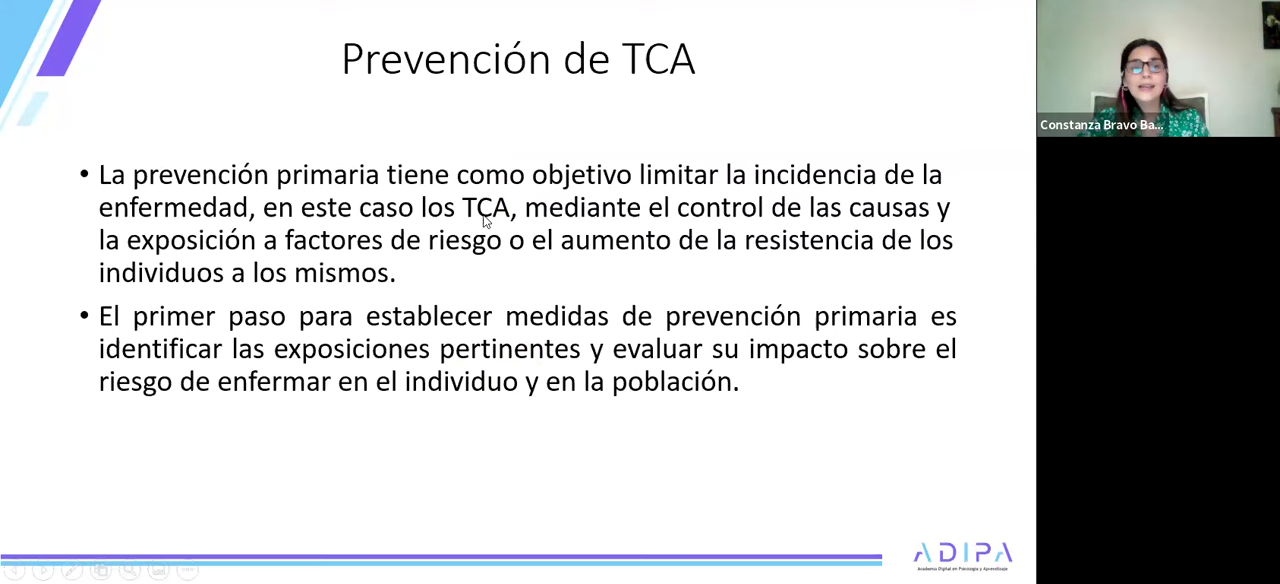 Prevención de TCA
Constanza Bravo Ba...
• La prevención primaria tiene como objetivo limitar la incidencia de la
enfermedad, en este caso los TCA, mediante el control de las causas y
la exposición a factores de riesgo o el aumento de la resistencia de los
individuos a los mismos.
• El primer paso para establecer medidas de prevención primaria es
identificar las exposiciones pertinentes y evaluar su impacto sobre el
riesgo de enfermar en el individuo y en la población.
ADIPA
Academia Digital en Psicología y Aprendizaje